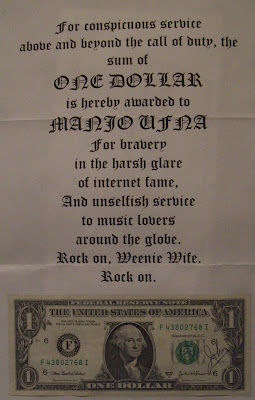 For conspicuous service
above and beyond the call of duty, the
sum of
ONE DOLLAR
is hereby awarded to
MANJO UFNA
For bravery
in the harsh glare
of internet fame,
And unselfish service
to music lovers
around the globe.
Rock on, Weenie Wife.
Rock on.
FEDERAL RESERVE NOTE
THE UNITED STATES OF AMERICA
F 43802768 I
WASHINGTON, D.C.
6 6
F
F 43802768 I
6 6
ONE DOLLAR
1 1
1 1